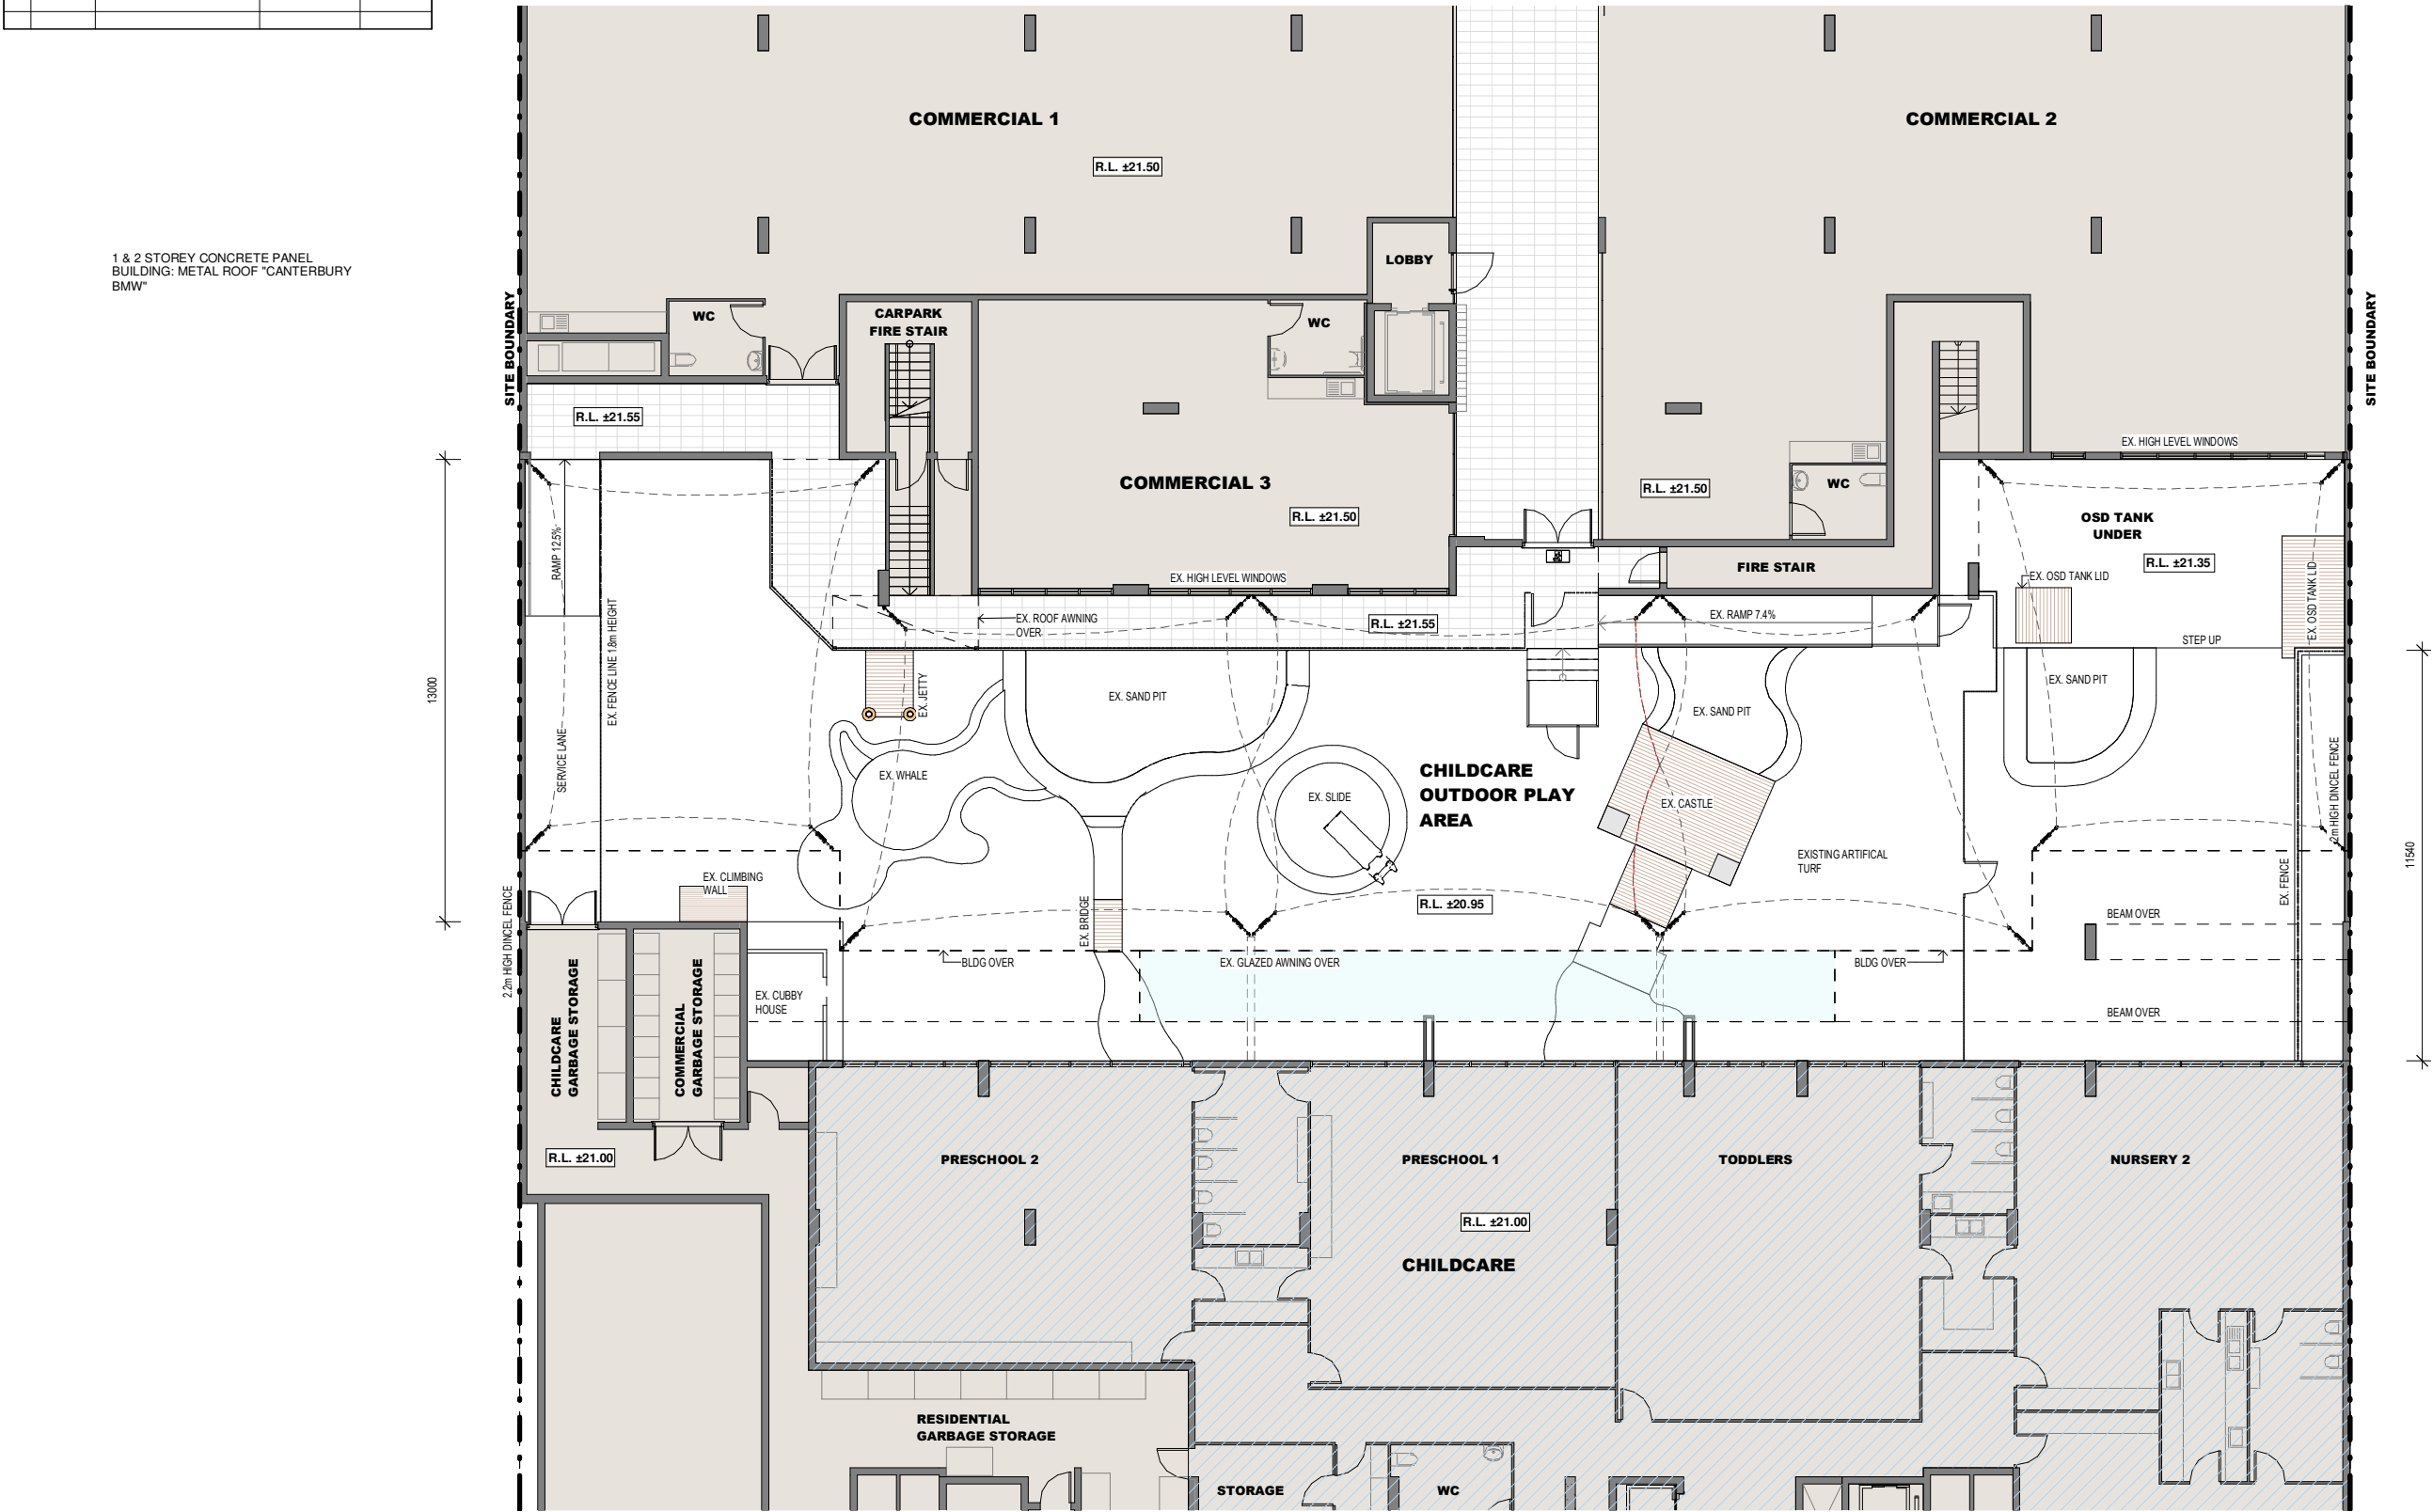 COMMERCIAL 1
COMMERCIAL 2
R.L. ±21.50
1 & 2 STOREY CONCRETE PANEL
BUILDING: METAL ROOF "CANTERBURY
BMW"
LOBBY
SITE BOUNDARY
SITE BOUNDARY
WC
CARPARK
FIRE STAIR
WC
R.L. ±21.55
EX. HIGH LEVEL WINDOWS
COMMERCIAL 3
R.L. ±21.50
R.L. ±21.50
WC
OSD TANK
UNDER
R.L. ±21.35
RAMP 12.5%
EX. HIGH LEVEL WINDOWS
FIRE STAIR
EX. OSD TANK LID
EX. OSD TANK LID
EX. FENCE LINE 1.8m HEIGHT
EX. ROOF AWNING
OVER
R.L. ±21.55
EX. RAMP 7.4%
STEP UP
13000
EX. JETTY
EX. SAND PIT
EX. SAND PIT
EX. SAND PIT
SERVICE LANE
EX. WHALE
CHILDCARE
OUTDOOR PLAY
AREA
EX. SLIDE
EX. CASTLE
2m HIGH DINCEL FENCE
11540
EXISTING ARTIFICAL
TURF
EX. CLIMBING
WALL
EX. FENCE
R.L. ±20.95
BEAM OVER
2.2m HIGH DINCEL FENCE
EX. BRIDGE
BLDG OVER
EX. GLAZED AWNING OVER
BLDG OVER
EX. CUBBY
HOUSE
BEAM OVER
CHILDCARE
GARBAGE STORAGE
COMMERCIAL
GARBAGE STORAGE
R.L. ±21.00
PRESCHOOL 2
PRESCHOOL 1
TODDLERS
NURSERY 2
R.L. ±21.00
CHILDCARE
RESIDENTIAL
GARBAGE STORAGE
STORAGE
WC